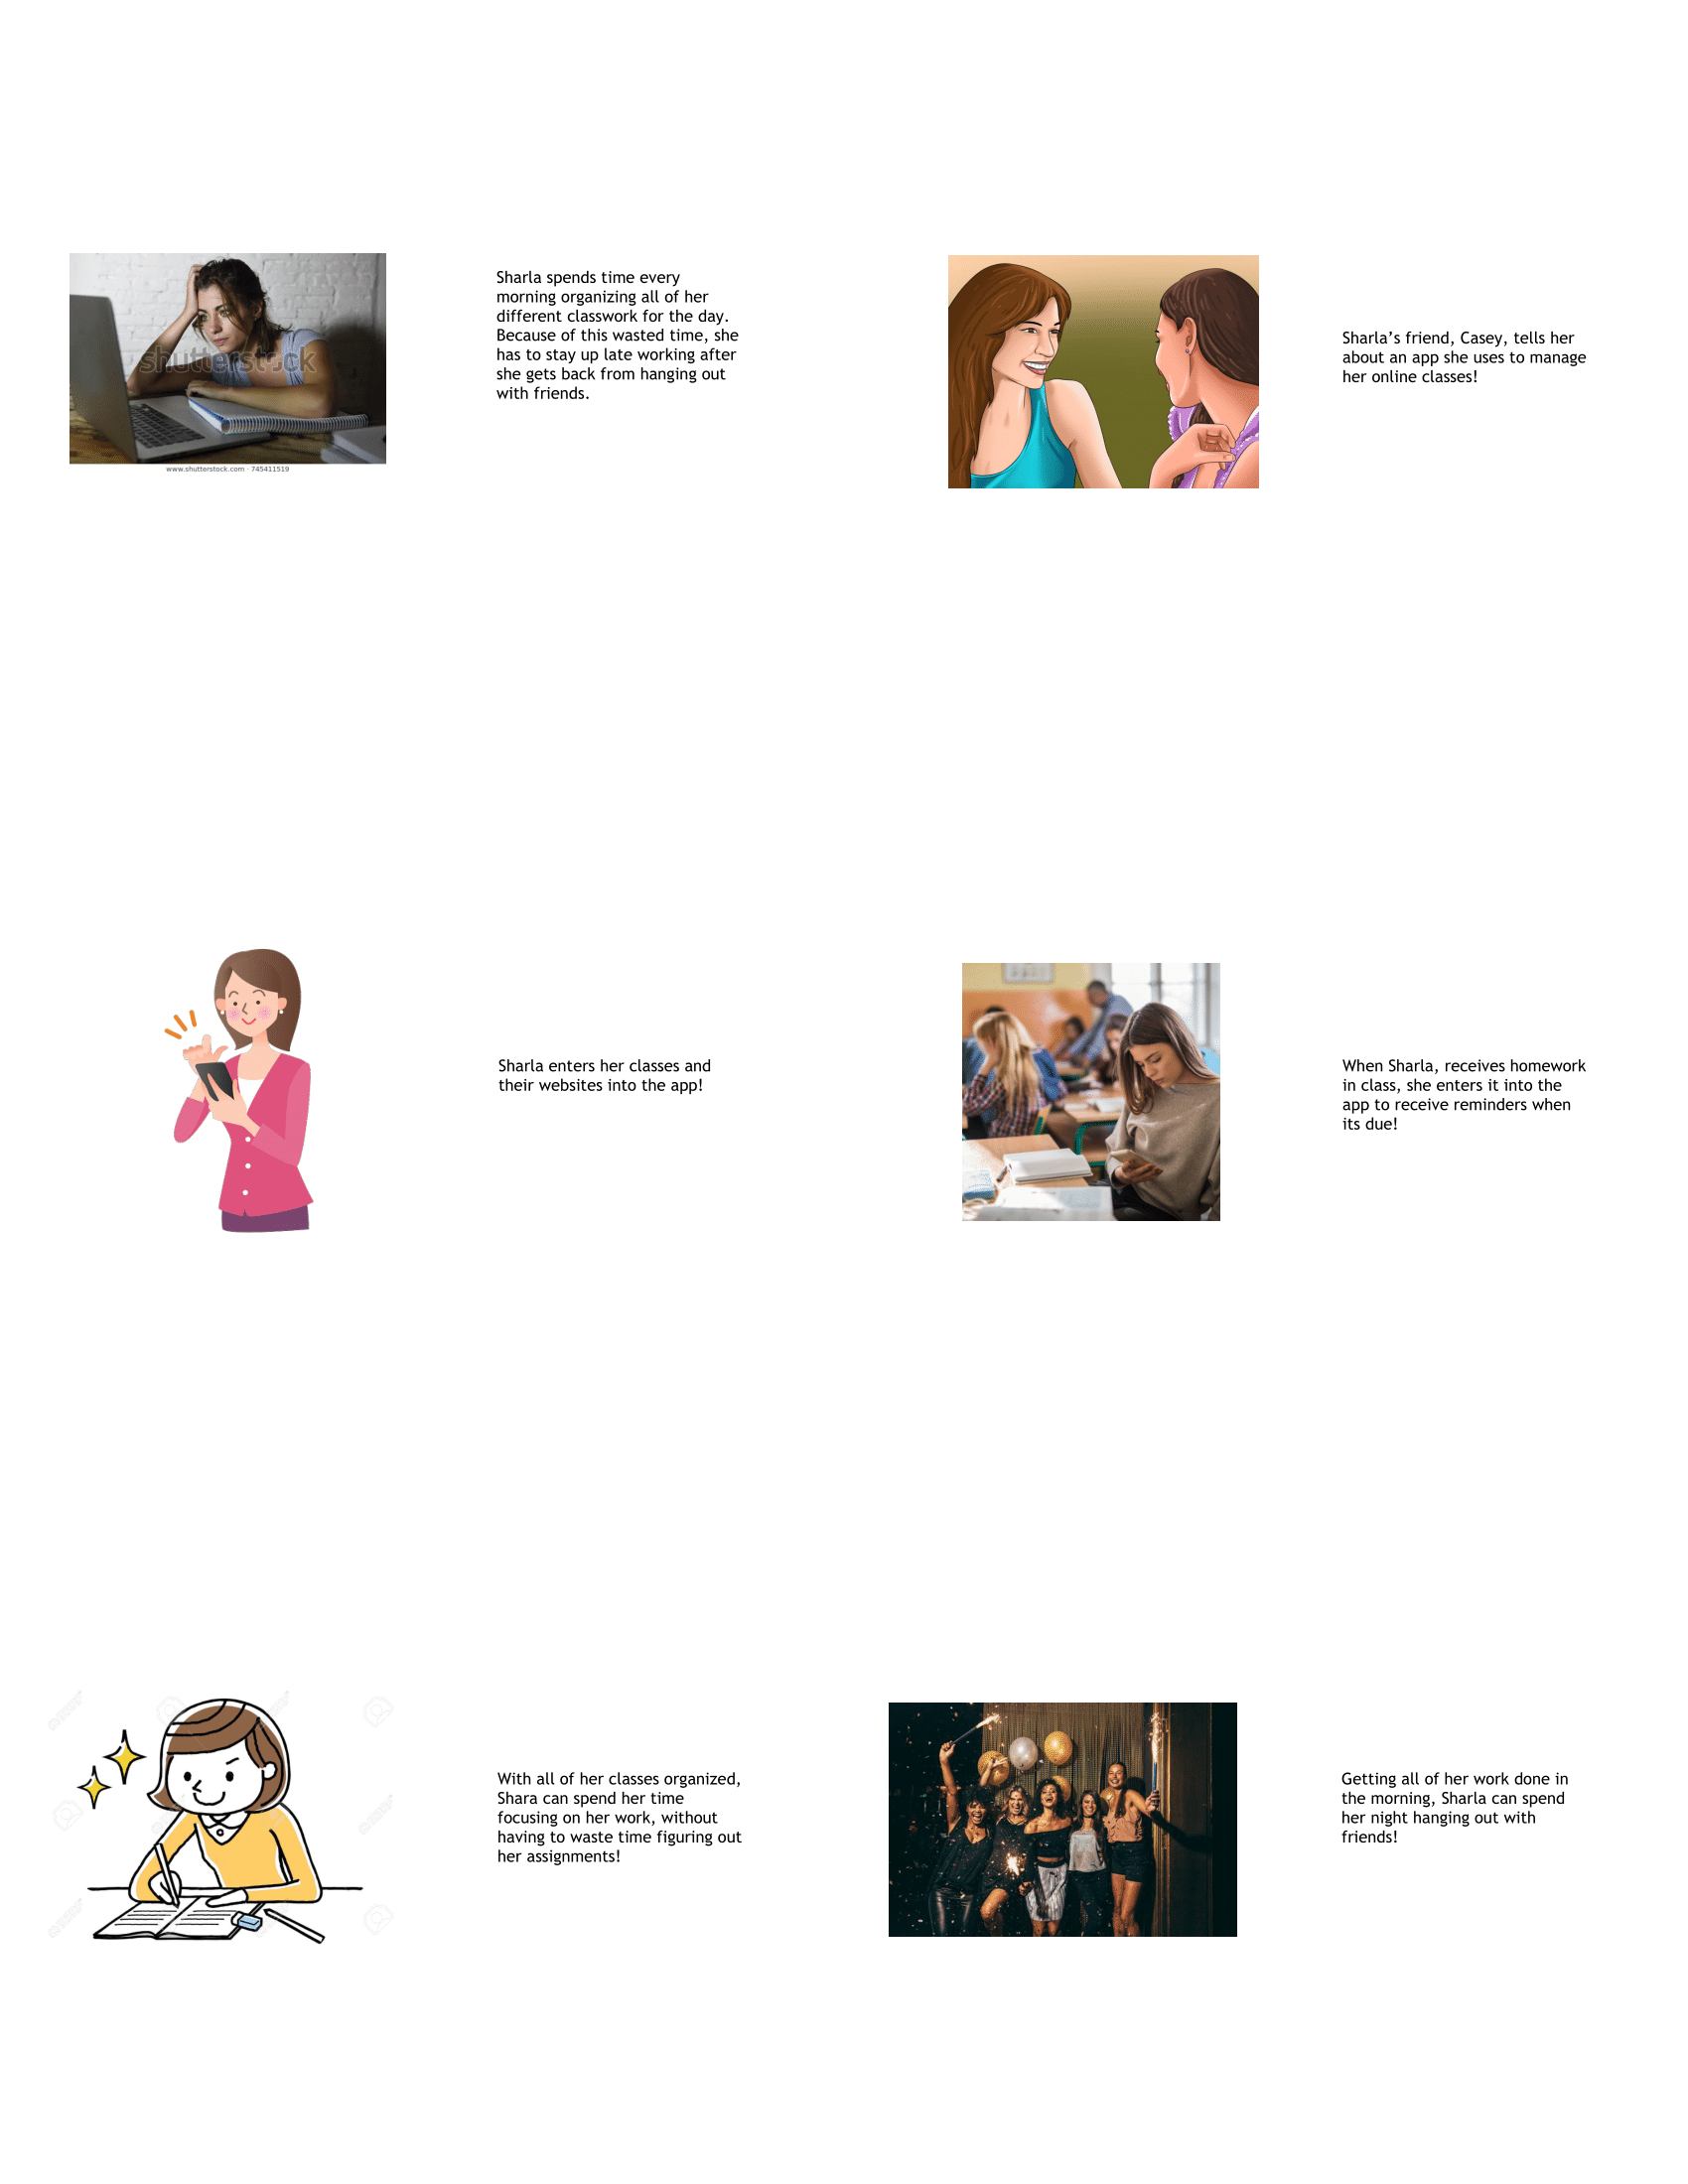 Sharla spends time every
morning organizing all of her
different classwork for the day.
Because of this wasted time, she
has to stay up late working after
she gets back from hanging out
with friends.
shutterstock
www.shutterstock.com · 745411519
Sharla’s friend, Casey, tells her
about an app she uses to manage
her online classes!
Sharla enters her classes and
their websites into the app!
When Sharla, receives homework
in class, she enters it into the
app to receive reminders when
its due!
With all of her classes organized,
Shara can spend her time
focusing on her work, without
having to waste time figuring out
her assignments!
Getting all of her work done in
the morning, Sharla can spend
her night hanging out with
friends!